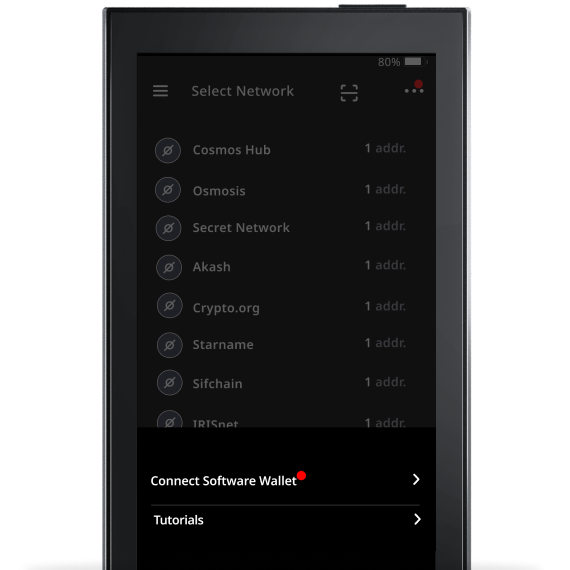 80%
Select Network
Cosmos Hub 1 addr.
Osmosis 1 addr.
Secret Network 1 addr.
Akash 1 addr.
Crypto.org 1 addr.
Starname 1 addr.
Sifchain 1 addr.
IRISnet 1 addr.
Connect Software Wallet
Tutorials